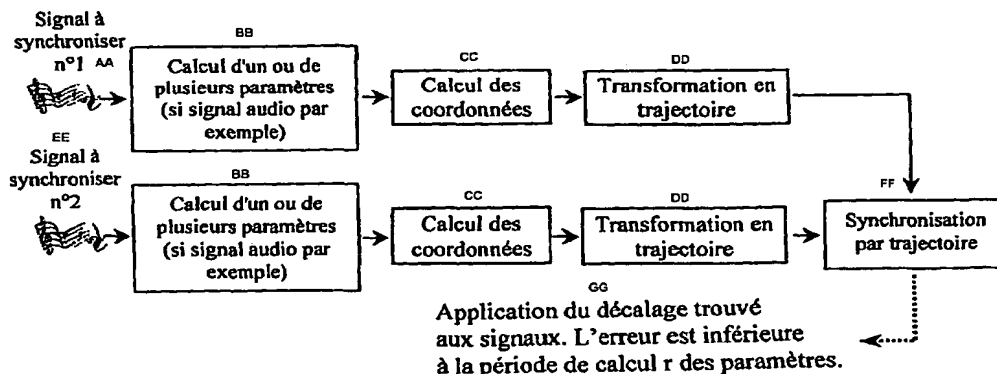 Signal à
synchroniser
n°1 AA
BB
Calcul d'un ou de
plusieurs paramètres
(si signal audio par
exemple)
CC
Calcul des
coordonnées
DD
Transformation en
trajectoire
EE
Signal à
synchroniser
n°2
BB
Calcul d'un ou de
plusieurs paramètres
(si signal audio par
exemple)
CC
Calcul des
coordonnées
DD
Transformation en
trajectoire
FF
Synchronisation
par trajectoire
GG
Application du décalage trouvé
aux signaux. L'erreur est inférieure
à la période de calcul r des paramètres.